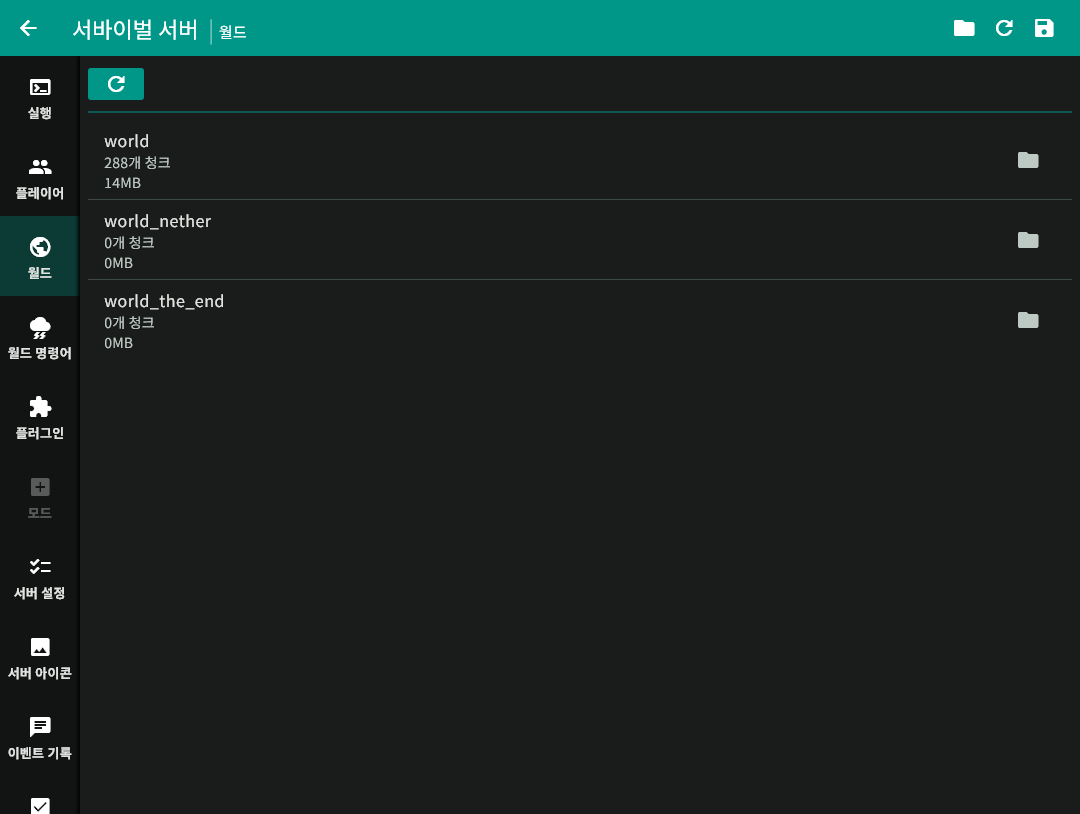 서바이벌 서버
월드
실행
플레이어
월드
월드 명령어
플러그인
모드
서버 설정
서버 아이콘
이벤트 기록
world
288개 청크
14MB
world_nether
0개 청크
0MB
world_the_end
0개 청크
0MB